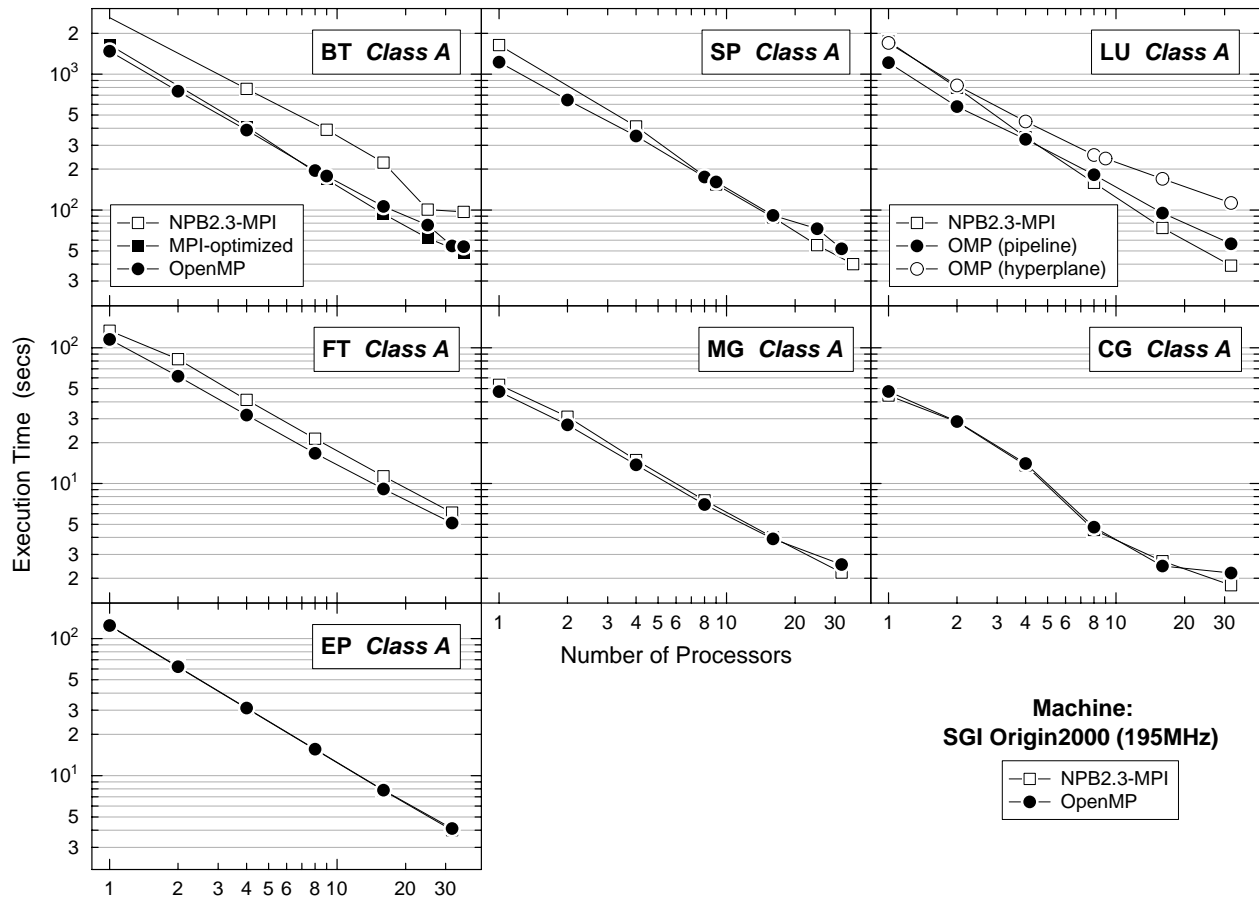 BT Class A
SP Class A
LU Class A
2
10³
5
3
2
10²
5
3
NPB2.3-MPI
MPI-optimized
OpenMP
NPB2.3-MPI
OMP (pipeline)
OMP (hyperplane)
Execution Time (secs)
FT Class A
MG Class A
CG Class A
10²
5
3
2
10¹
5
3
2
1 2 4 5 6 8 10 20 30
1 2 3 4 5 6 8 10 20 30
Number of Processors
EP Class A
10²
5
3
2
10¹
5
3
1 2 3 4 5 6 8 10 20 30
Machine:
SGI Origin2000 (195MHz)
NPB2.3-MPI
OpenMP